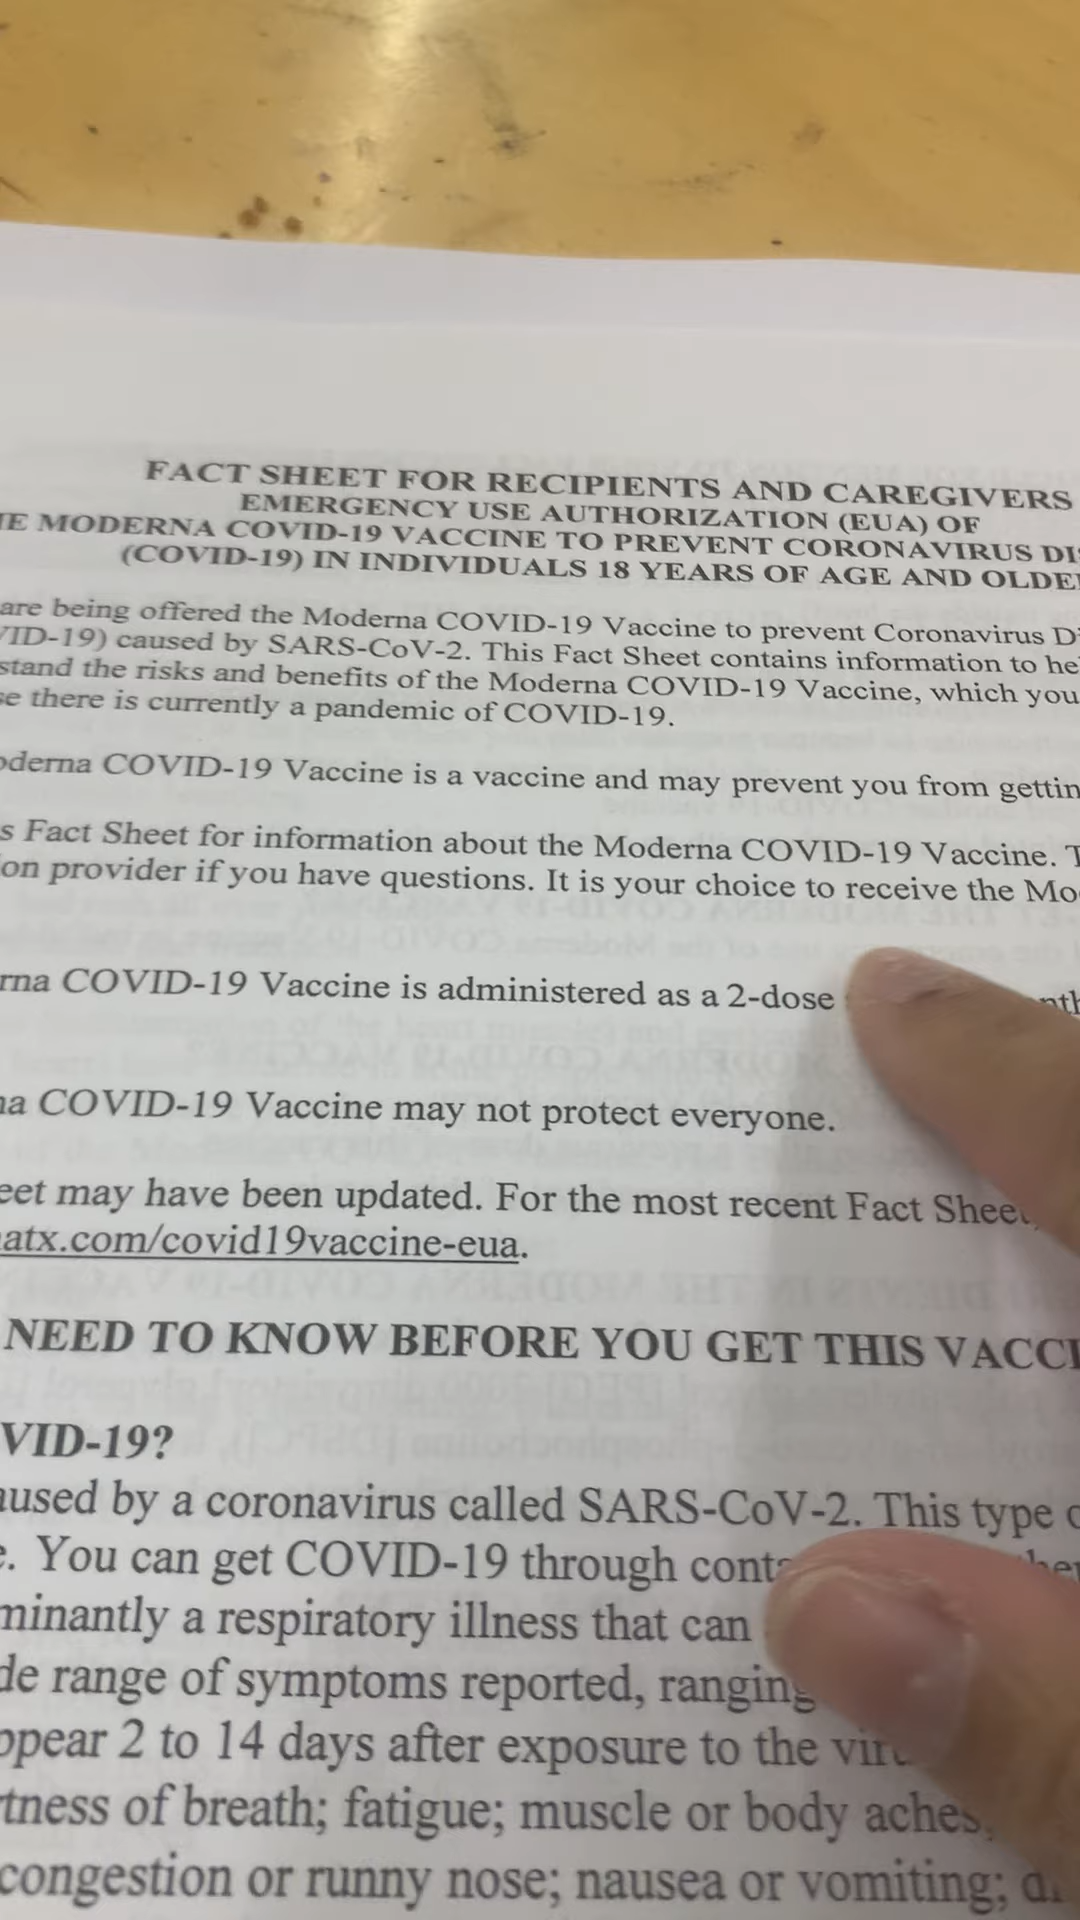 FACT SHEET FOR RECIPIENTS AND CAREGIVERS
EMERGENCY USE AUTHORIZATION (EUA) OF
MODERNA COVID-19 VACCINE TO PREVENT CORONAVIRUS
(COVID-19) IN INDIVIDUALS 18 YEARS OF AGE AND
are being offered the Moderna COVID-19 Vaccine to prevent Coronavirus
caused by SARS-CoV-2. This Fact Sheet contains information to
the risks and benefits of the Moderna COVID-19 Vaccine, which you
there is currently a pandemic of COVID-19.
COVID-19 Vaccine is a vaccine and may prevent you from
Fact Sheet for information about the Moderna COVID-19 Vaccine.
provider if you have questions. It is your choice to receive the
COVID-19 Vaccine is administered as a 2-dose
COVID-19 Vaccine may not protect everyone.
may have been updated. For the most recent Fact
atx.com/covid19vaccine-eua.
NEED TO KNOW BEFORE YOU GET THIS
VID-19?
by a coronavirus called SARS-CoV-2. This type
You can get COVID-19 through
a respiratory illness that can
range of symptoms reported, ranging
2 to 14 days after exposure to the
of breath; fatigue; muscle or body aches
congestion or runny nose; nausea or vomiting;